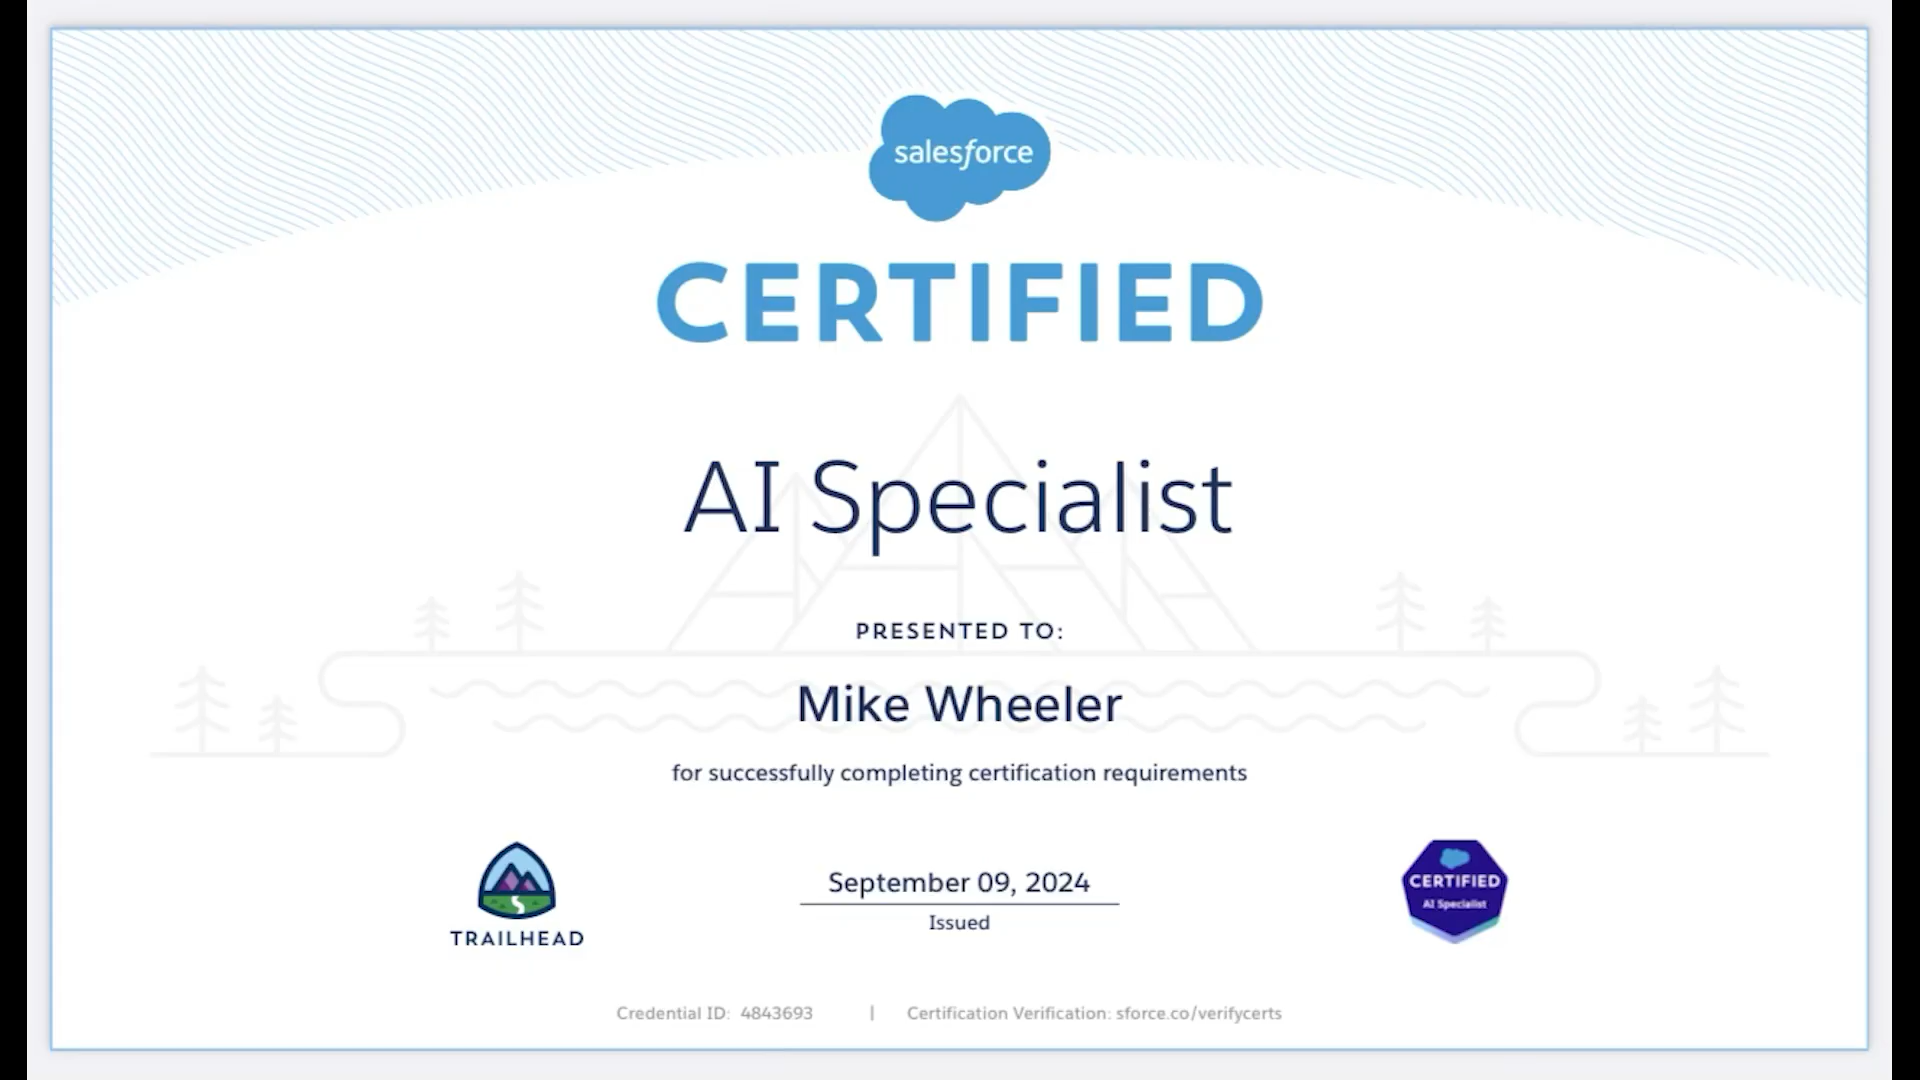 salesforce
CERTIFIED
AI Specialist
PRESENTED TO:
Mike Wheeler
for successfully completing certification requirements
September 09, 2024
Issued
TRAILHEAD
CERTIFIED
AI Specialist
Credential ID: 4843693 | Certification Verification: sforce.co/verifycerts